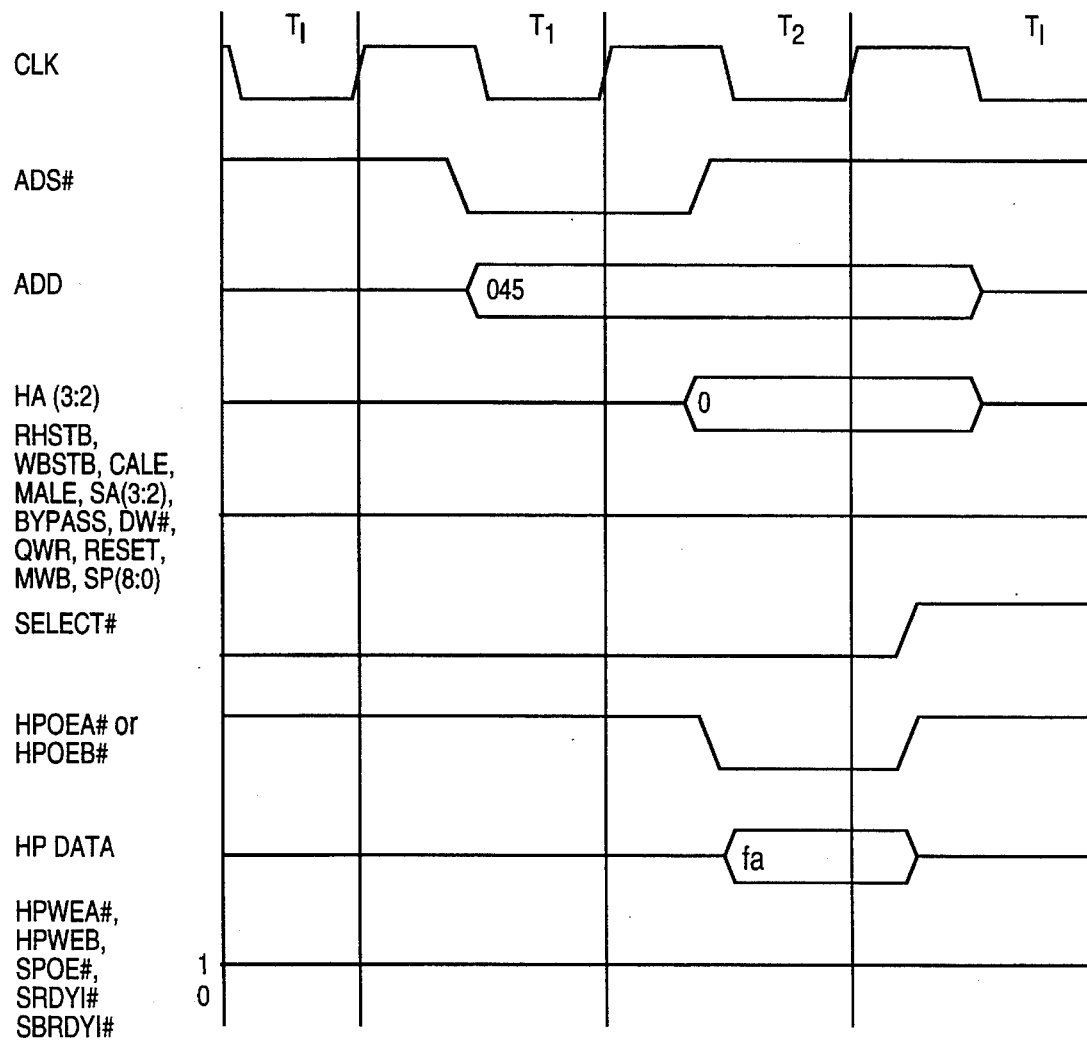 T_I T_1 T_2 T_I
CLK
ADS#
ADD
045
HA (3:2)
0
RHSTB,
WBSTB, CALE,
MALE, SA(3:2),
BYPASS, DW#,
QWR, RESET,
MWB, SP(8:0)
SELECT#
HPOEA# or
HPOEB#
HP DATA
fa
HPWEA#,
HPWEB,
SPOE#,
1
SRDYI#
0
SBRDYI#